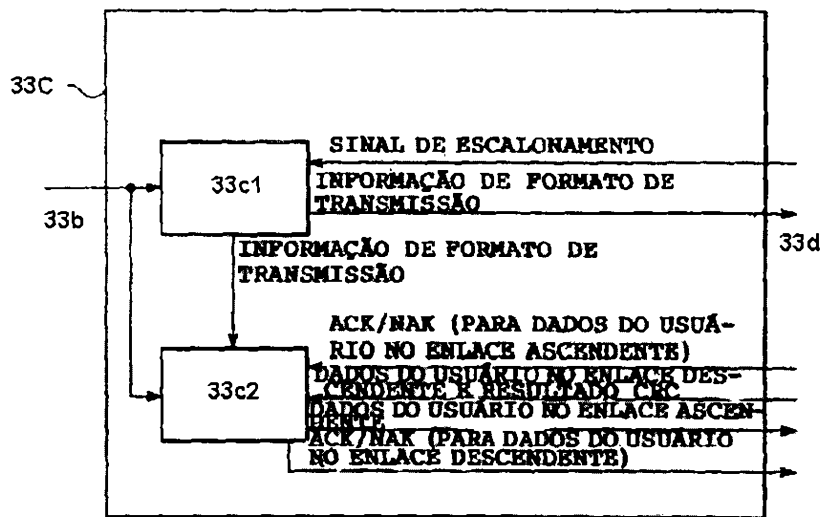 33C
SINAL DE ESCALONAMENTO
33c1
INFORMAÇÃO DE FORMATO DE
TRANSMISSÃO
33b
33d
INFORMAÇÃO DE FORMATO DE
TRANSMISSÃO
ACK/NAK (PARA DADOS DO USUÁ-
RIO NO ENLACE ASCENDENTE)
33c2
DADOS DO USUÁRIO NO ENLACE DES-
CENDENTE E RESULTADO CRC
DADOS DO USUÁRIO NO ENLACE ASCEN-
DENTE
ACK/NAK (PARA DADOS DO USUÁRIO
NO ENLACE DESCENDENTE)